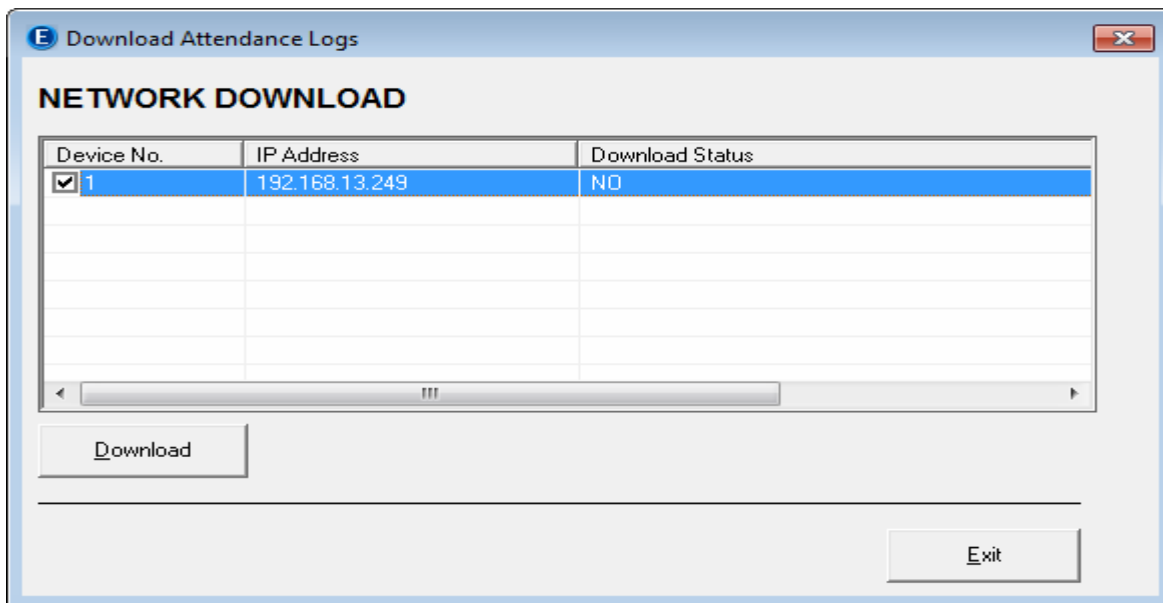 E Download Attendance Logs
NETWORK DOWNLOAD
Device No. IP Address Download Status
1 192.168.13.249 NO
Download
Exit